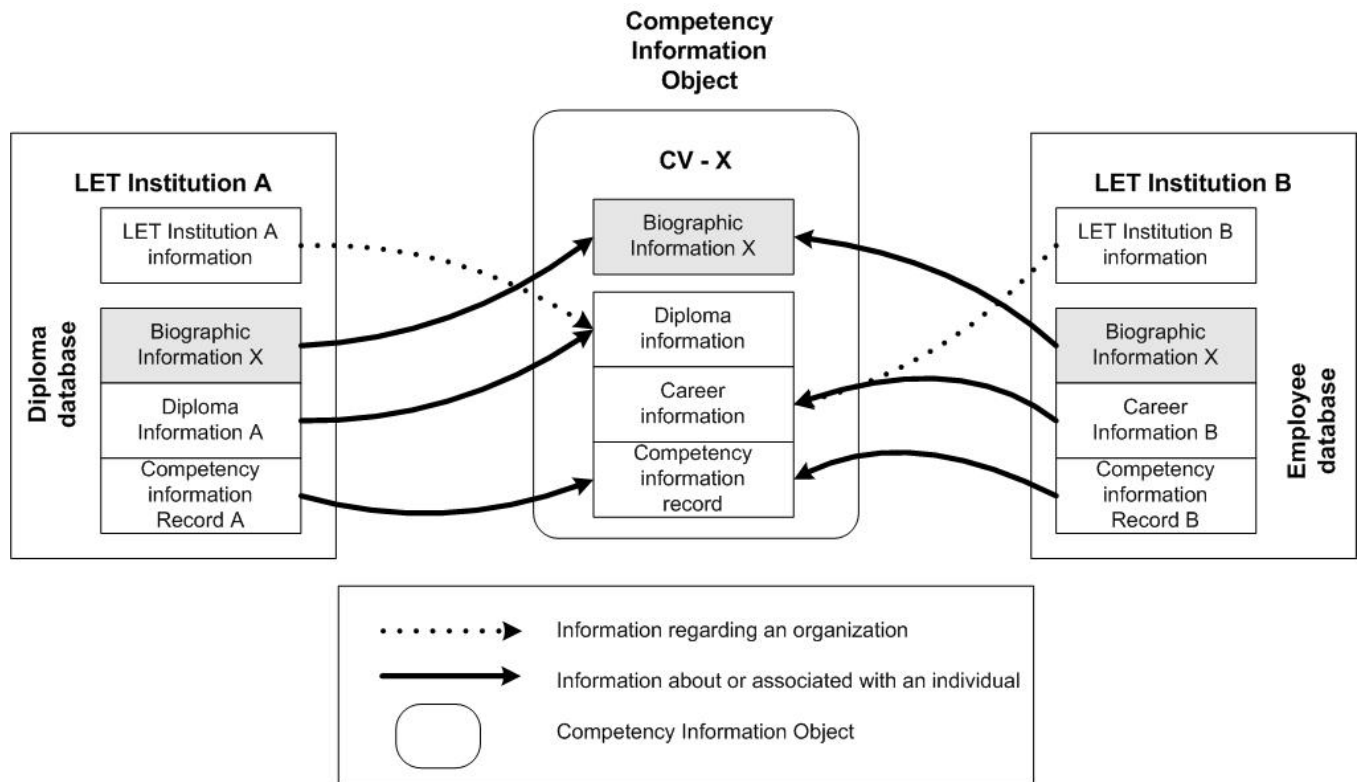 Competency
Information
Object
LET Institution A
LET Institution A
information
Diploma
database
Biographic
Information X
Diploma
Information A
Competency
information
Record A
CV - X
Biographic
Information X
Diploma
information
Career
information
Competency
information
record
LET Institution B
LET Institution B
information
Biographic
Information X
Career
Information B
Competency
information
Record B
Employee
database
Information regarding an organization
Information about or associated with an individual
Competency Information Object